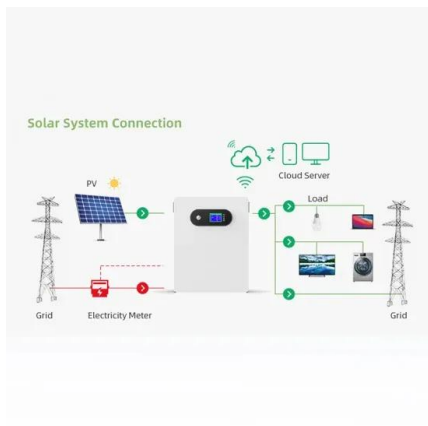 Solar System Connection
PV
Cloud Server
Load
Grid
Electricity Meter
Grid